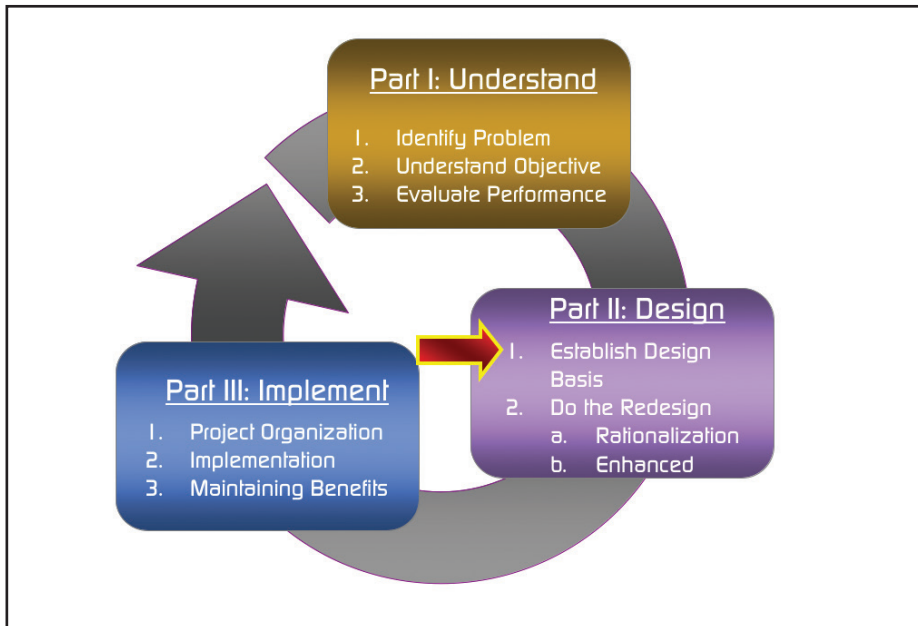 Part I: Understand
1. Identify Problem
2. Understand Objective
3. Evaluate Performance
Part II: Design
1. Establish Design
Basis
2. Do the Redesign
a. Rationalization
b. Enhanced
Part III: Implement
1. Project Organization
2. Implementation
3. Maintaining Benefits